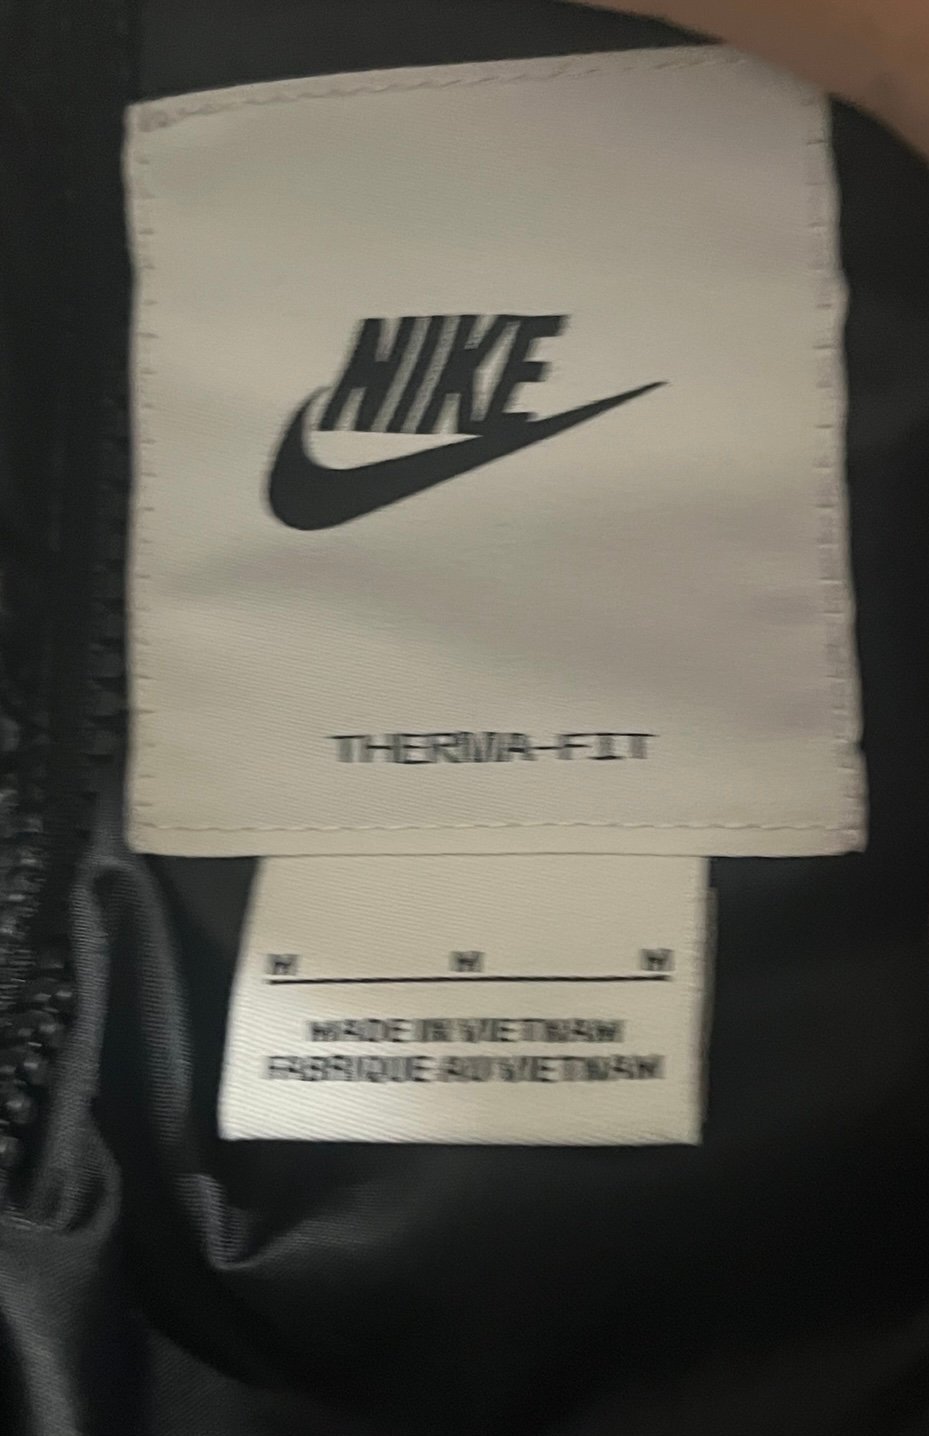 NIKE
THERMA-FIT
M M M
MADE IN VIETNAM
FABRIQUE AU VIETNAM